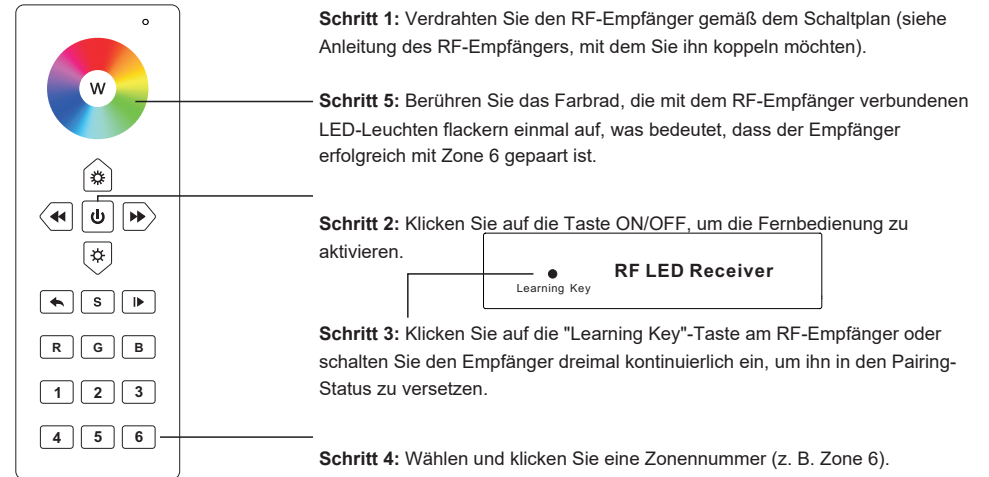 W
S
R G B
1 2 3
4 5 6
Schritt 1: Verdrahten Sie den RF-Empfänger gemäß dem Schaltplan (siehe
Anleitung des RF-Empfängers, mit dem Sie ihn koppeln möchten).
Schritt 5: Berühren Sie das Farbrad, die mit dem RF-Empfänger verbundenen
LED-Leuchten flackern einmal auf, was bedeutet, dass der Empfänger
erfolgreich mit Zone 6 gepaart ist.
Schritt 2: Klicken Sie auf die Taste ON/OFF, um die Fernbedienung zu
aktivieren.
RF LED Receiver
Learning Key
Schritt 3: Klicken Sie auf die "Learning Key"-Taste am RF-Empfänger oder
schalten Sie den Empfänger dreimal kontinuierlich ein, um ihn in den Pairing-
Status zu versetzen.
Schritt 4: Wählen und klicken Sie eine Zonennummer (z. B. Zone 6).